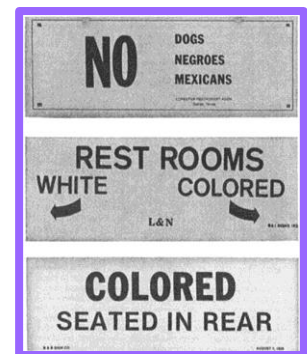 NO
DOGS
NEGROES
MEXICANS
REST ROOMS
WHITE COLORED
L&N
COLORED
SEATED IN REAR